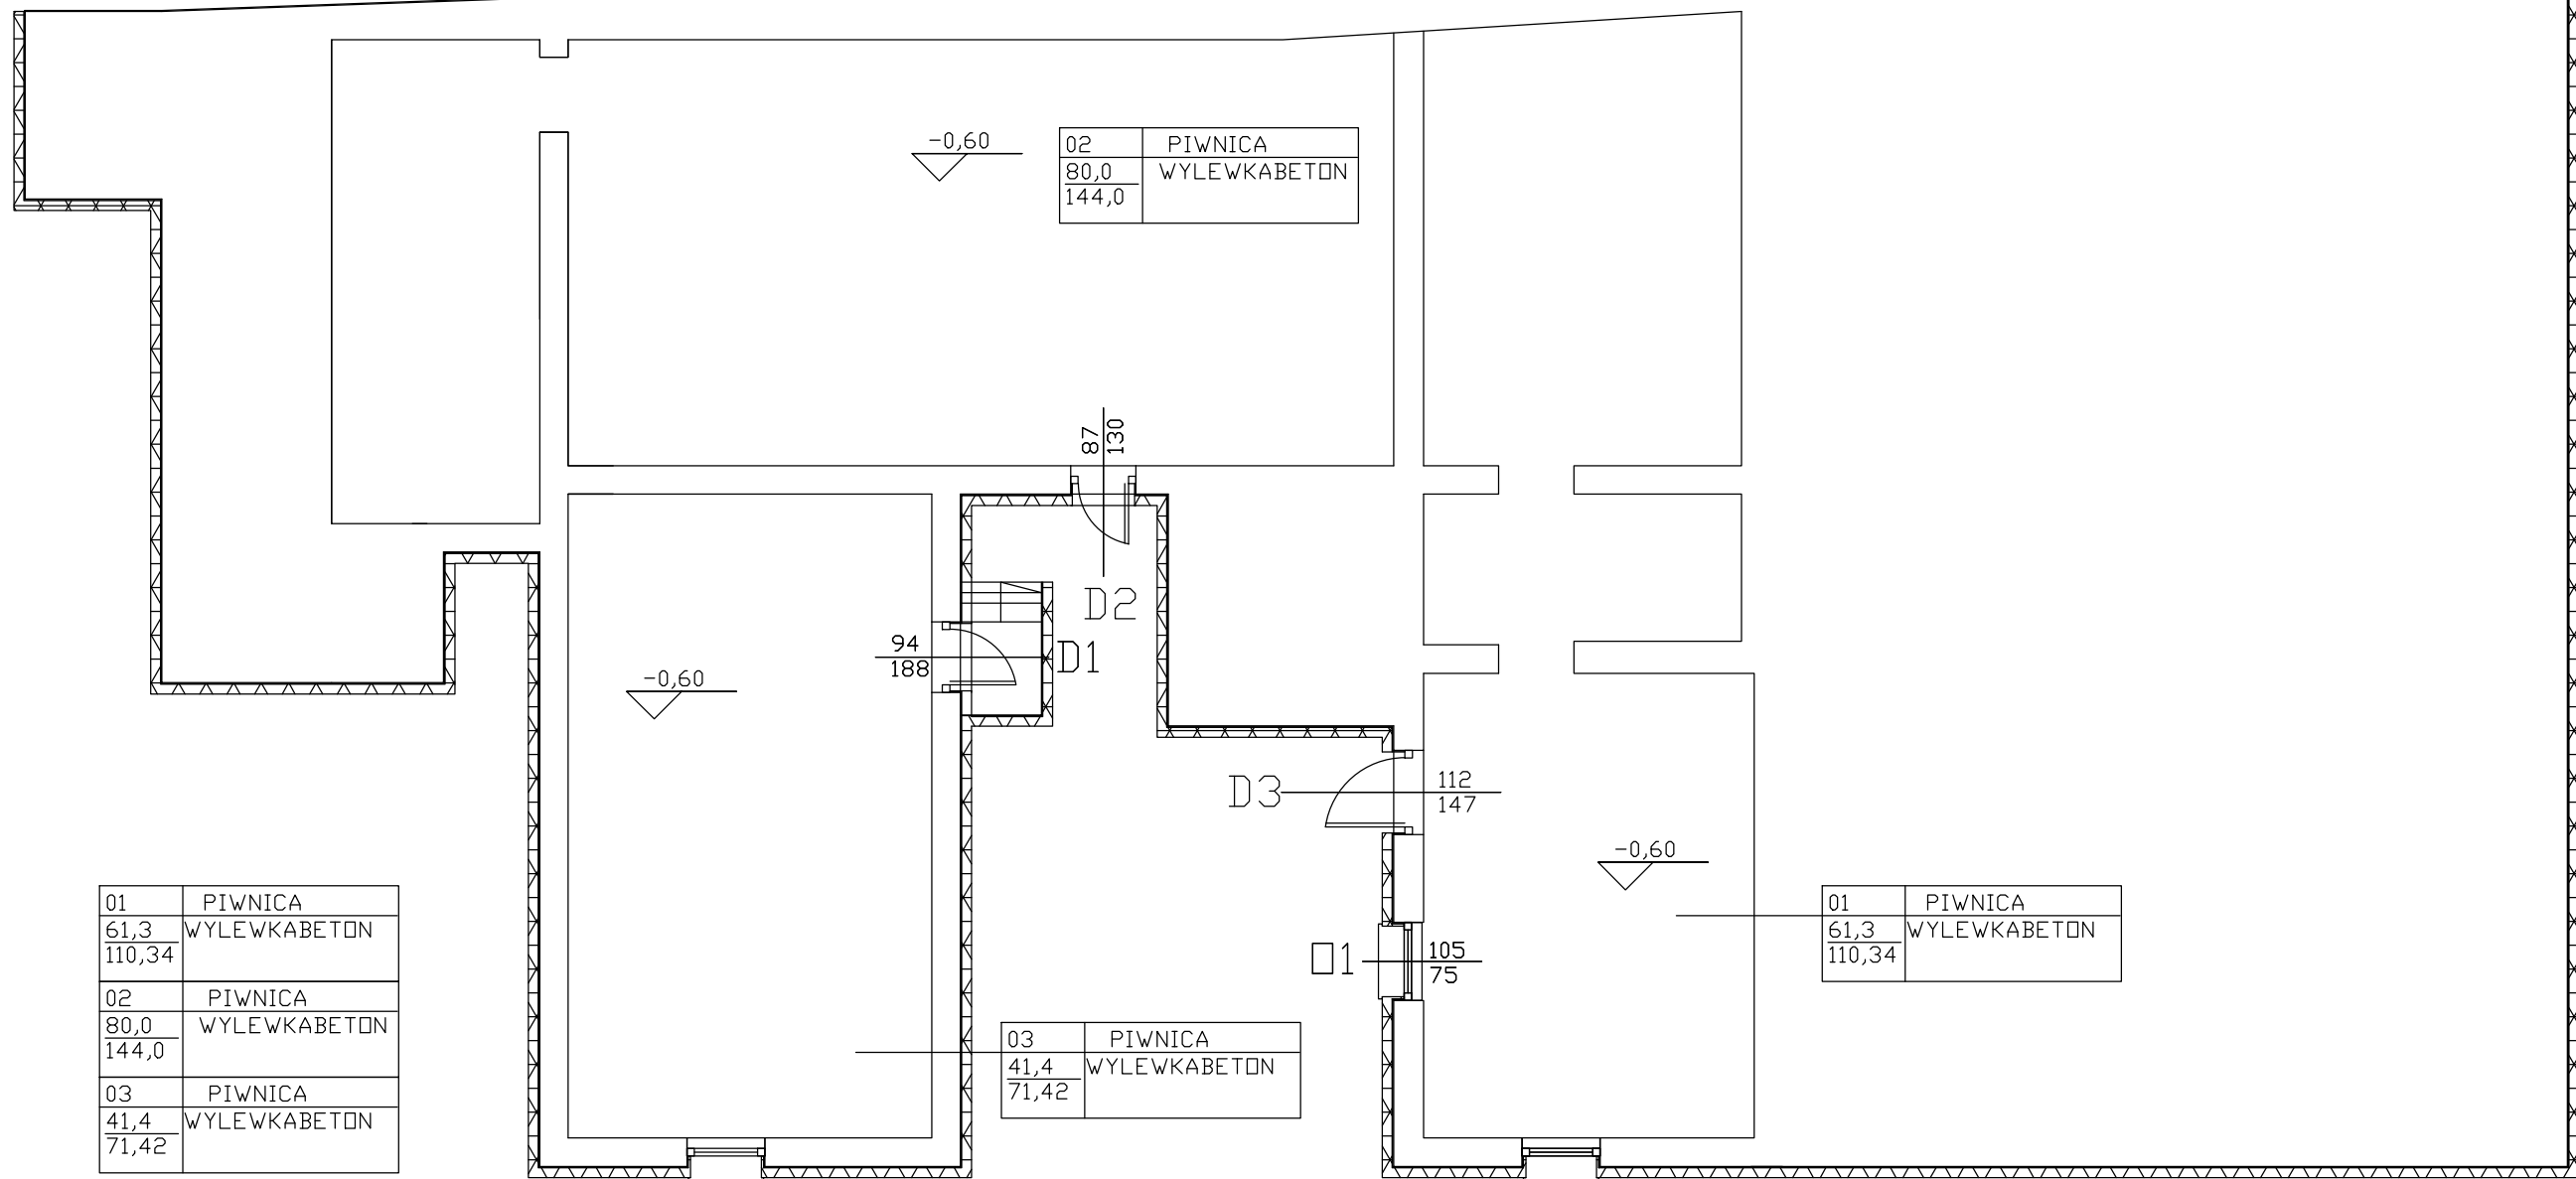 -0,60
02 PIWNICA
80,0 WYLEWKABETON
144,0
87
130
D2
94
188
D1
-0,60
D3
112
147
-0,60
O1
105
75
01 PIWNICA
61,3 WYLEWKABETON
110,34
02 PIWNICA
80,0 WYLEWKABETON
144,0
03 PIWNICA
41,4 WYLEWKABETON
71,42
03 PIWNICA
41,4 WYLEWKABETON
71,42
01 PIWNICA
61,3 WYLEWKABETON
110,34